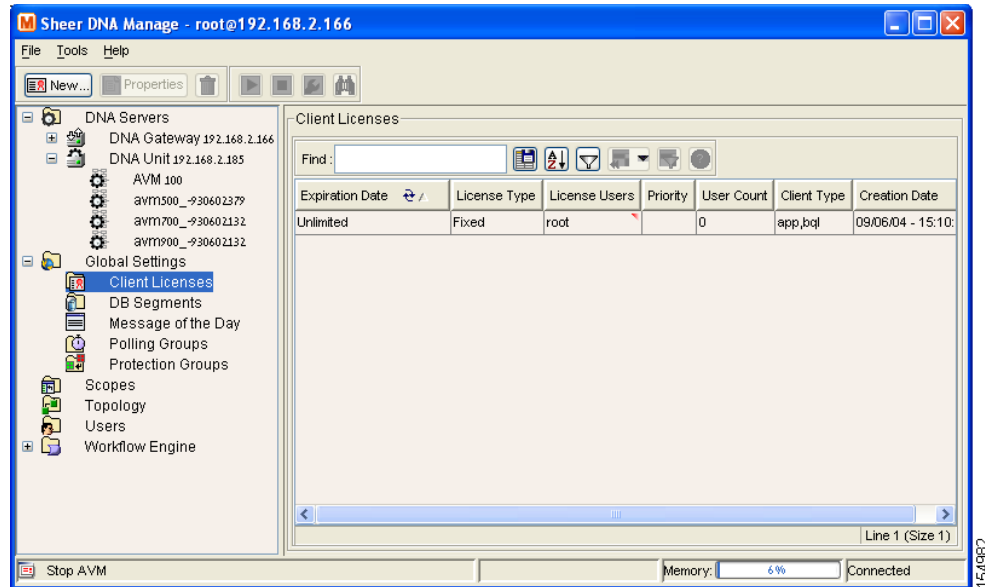 Sheer DNA Manage - root@192.168.2.166
File Tools Help
New... Properties
DNA Servers
DNA Gateway 192.168.2.166
DNA Unit 192.168.2.185
AVM 100
avm500_-930602379
avm700_-930602132
avm900_-930602132
Global Settings
Client Licenses
DB Segments
Message of the Day
Polling Groups
Protection Groups
Scopes
Topology
Users
Workflow Engine
Client Licenses
Find :
Expiration Date License Type License Users Priority User Count Client Type Creation Date
Unlimited Fixed root 0 app,bql 09/06/04 - 15:10:
Line 1 (Size 1)
Stop AVM Memory: 6% Connected
154982